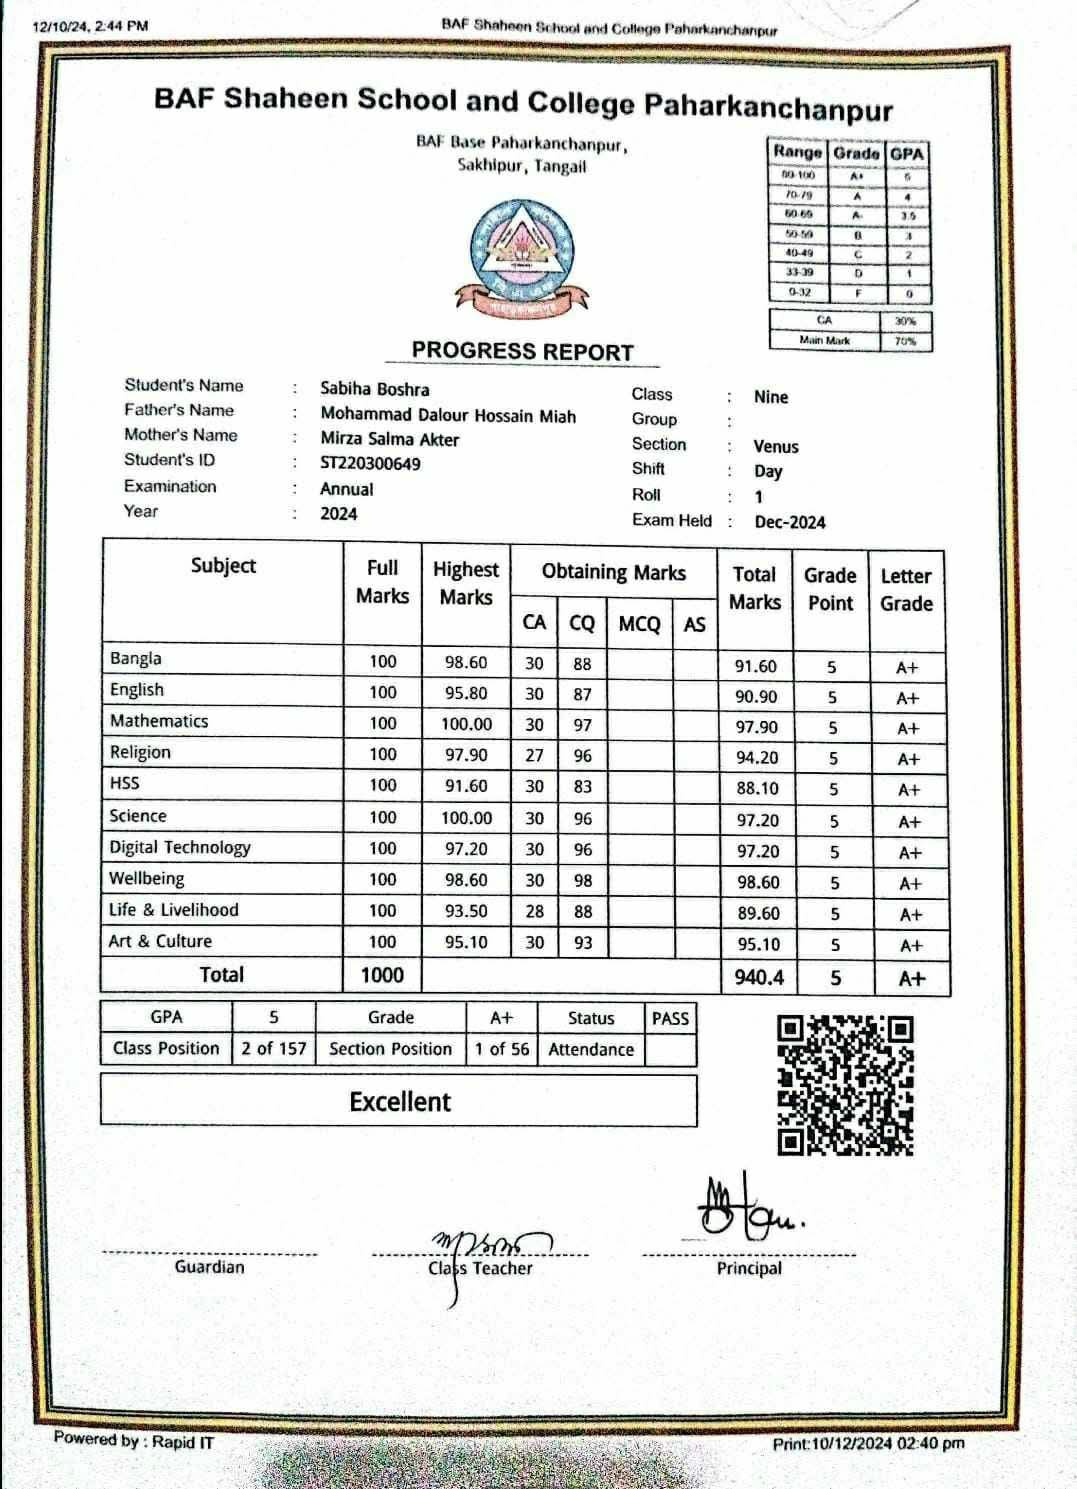 12/10/24, 2:44 PM BAF Shaheen School and College Paharkanchanpur
BAF Shaheen School and College Paharkanchanpur
BAF Base Paharkanchanpur,
Sakhipur, Tangail
Range Grade GPA
80-100 A+ 5
70-79 A 4
60-69 A- 3.5
50-59 B 3
40-49 C 2
33-39 D 1
0-32 F 0
CA 30%
Main Mark 70%
PROGRESS REPORT
Student's Name : Sabiha Boshra
Father's Name : Mohammad Dalour Hossain Miah
Mother's Name : Mirza Salma Akter
Student's ID : ST220300649
Examination : Annual
Year : 2024
Class : Nine
Group :
Section : Venus
Shift : Day
Roll : 1
Exam Held : Dec-2024
Subject Full Marks Highest Marks Obtaining Marks Total Marks Grade Point Letter Grade
CA CQ MCQ AS
Bangla 100 98.60 30 88 91.60 5 A+
English 100 95.80 30 87 90.90 5 A+
Mathematics 100 100.00 30 97 97.90 5 A+
Religion 100 97.90 27 96 94.20 5 A+
HSS 100 91.60 30 83 88.10 5 A+
Science 100 100.00 30 96 97.20 5 A+
Digital Technology 100 97.20 30 96 97.20 5 A+
Wellbeing 100 98.60 30 98 98.60 5 A+
Life & Livelihood 100 93.50 28 88 89.60 5 A+
Art & Culture 100 95.10 30 93 95.10 5 A+
Total 1000 940.4 5 A+
GPA 5 Grade A+ Status PASS
Class Position 2 of 157 Section Position 1 of 56 Attendance
Excellent
Guardian Class Teacher Principal
Powered by : Rapid IT Print:10/12/2024 02:40 pm